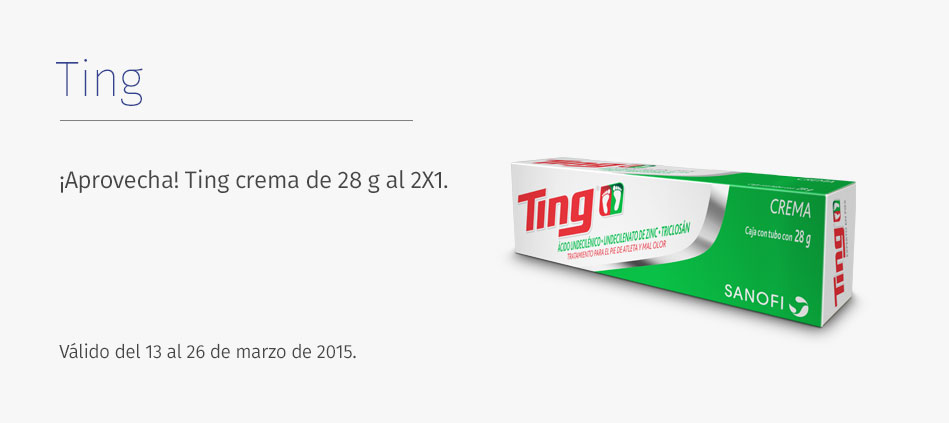 Ting
¡Aprovecha! Ting crema de 28 g al 2X1.
Válido del 13 al 26 de marzo de 2015.
Ting
ÁCIDO UNDECILÉNICO • UNDECILENATO DE ZINC • TRICLOSÁN
TRATAMIENTO PARA EL PIE DE ATLETA Y MAL OLOR
CREMA
Caja con tubo con 28 g
SANOFI
Ting